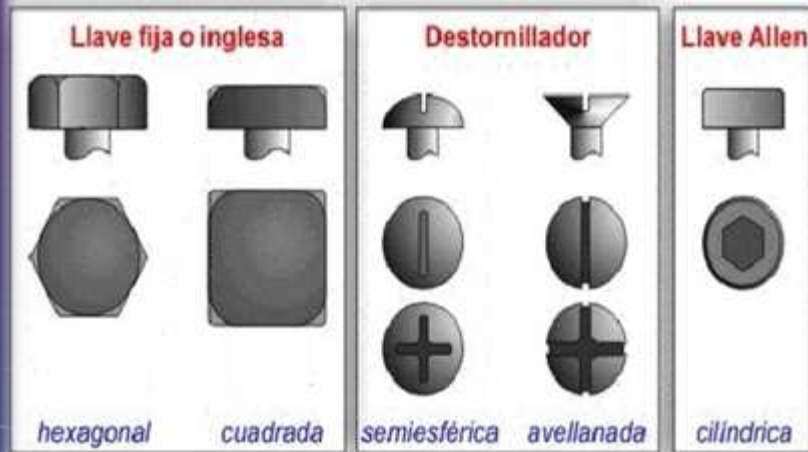 Llave fija o inglesa
Destornillador
Llave Allen
hexagonal
cuadrada
semiesférica
avellanada
cilíndrica